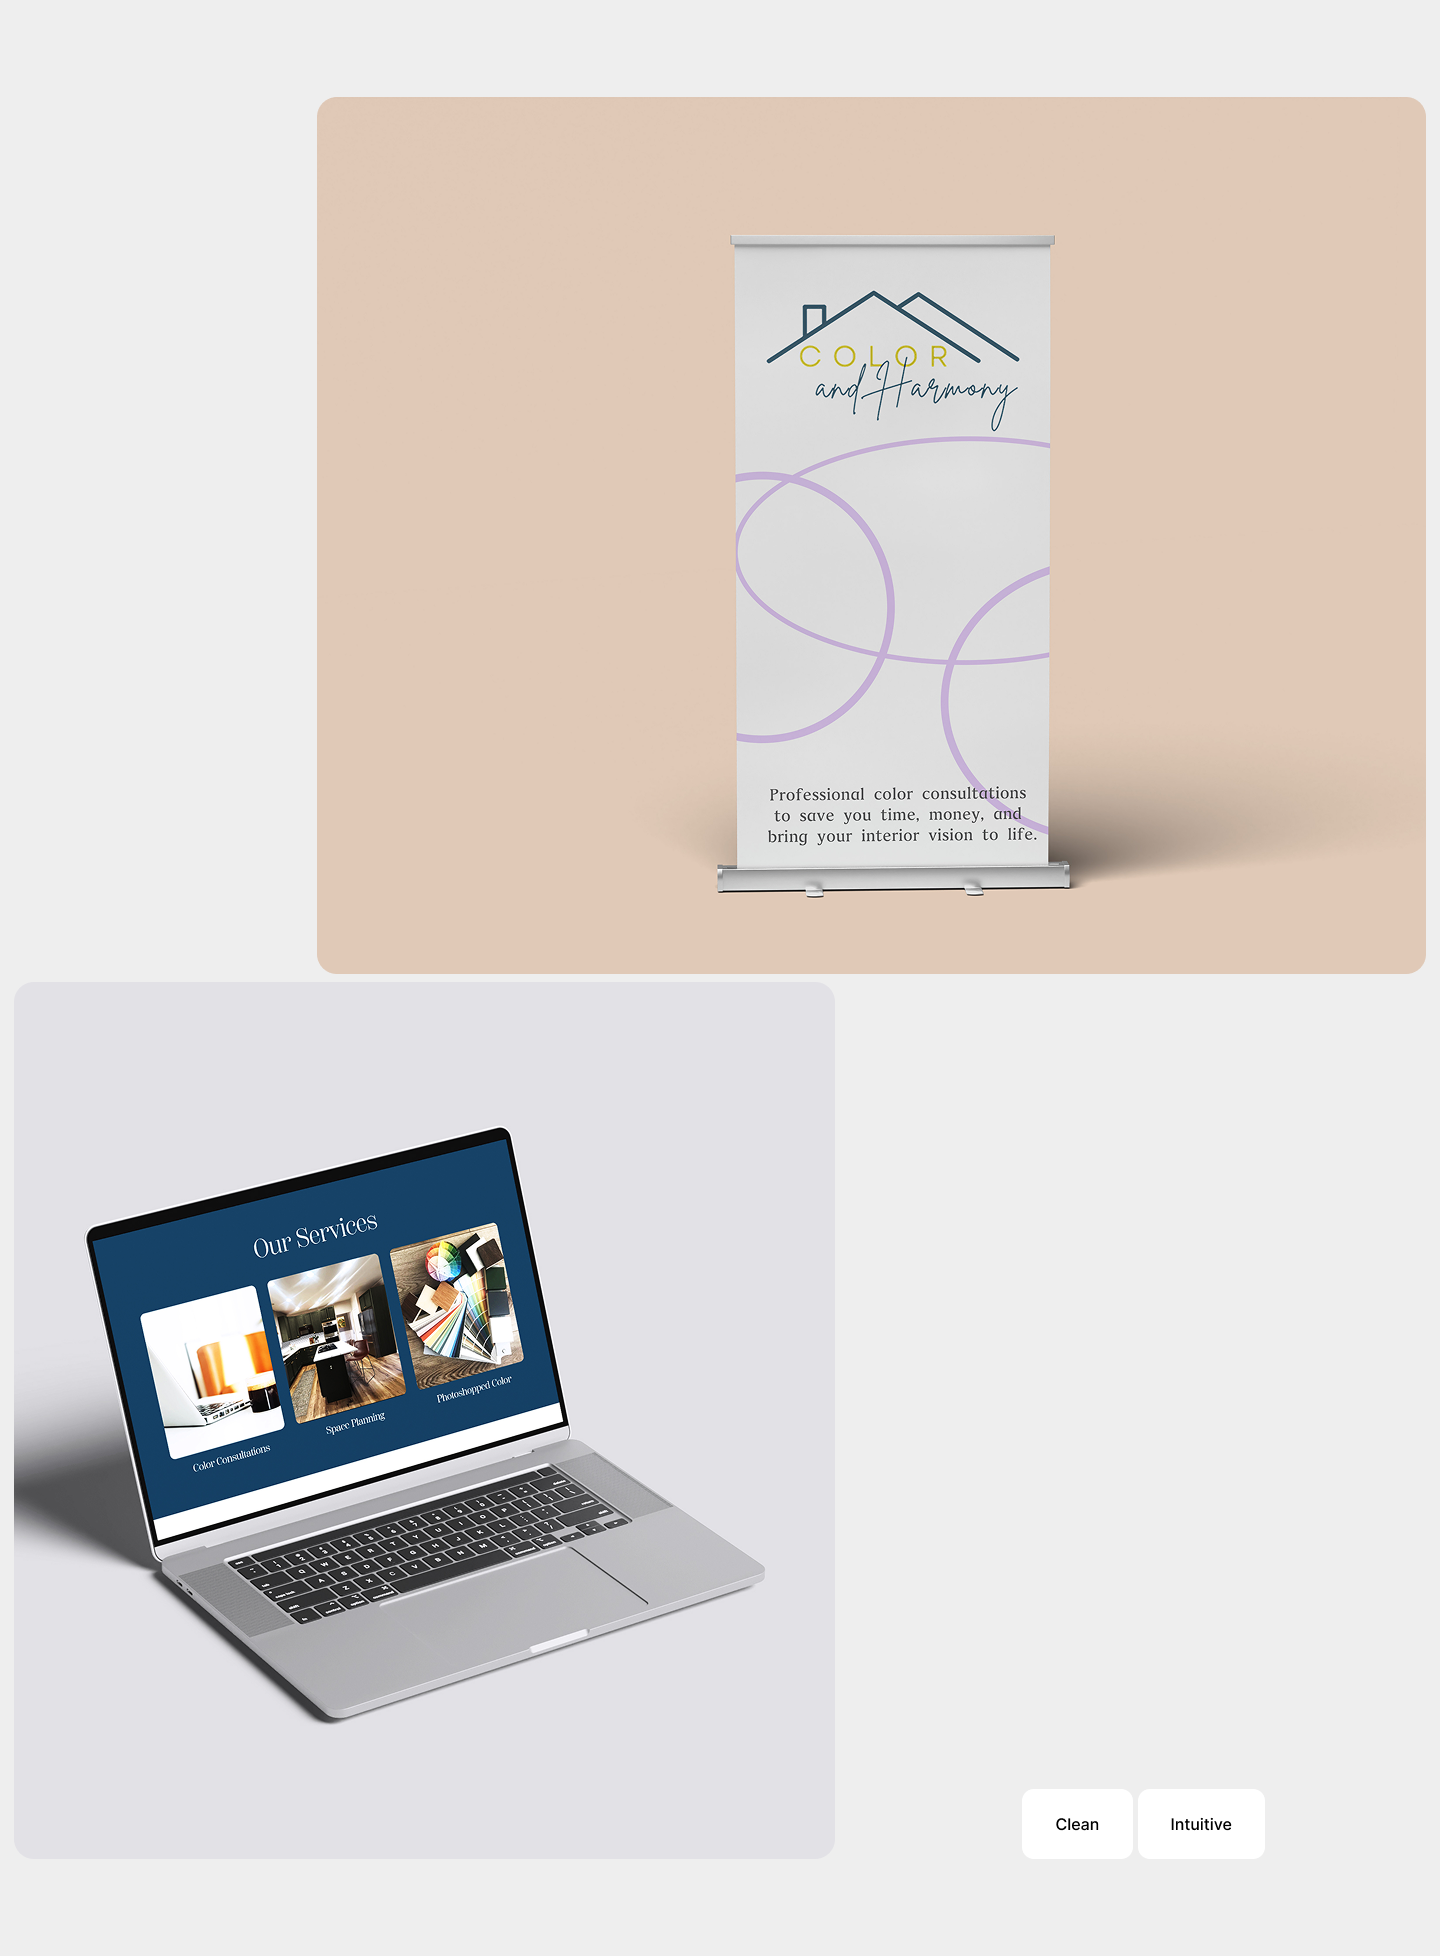 COLOR
and Harmony
Professional color consultations
to save you time, money, and
bring your interior vision to life.
Our Services
Color Consultations
Space Planning
Photoshopped Color
Clean
Intuitive